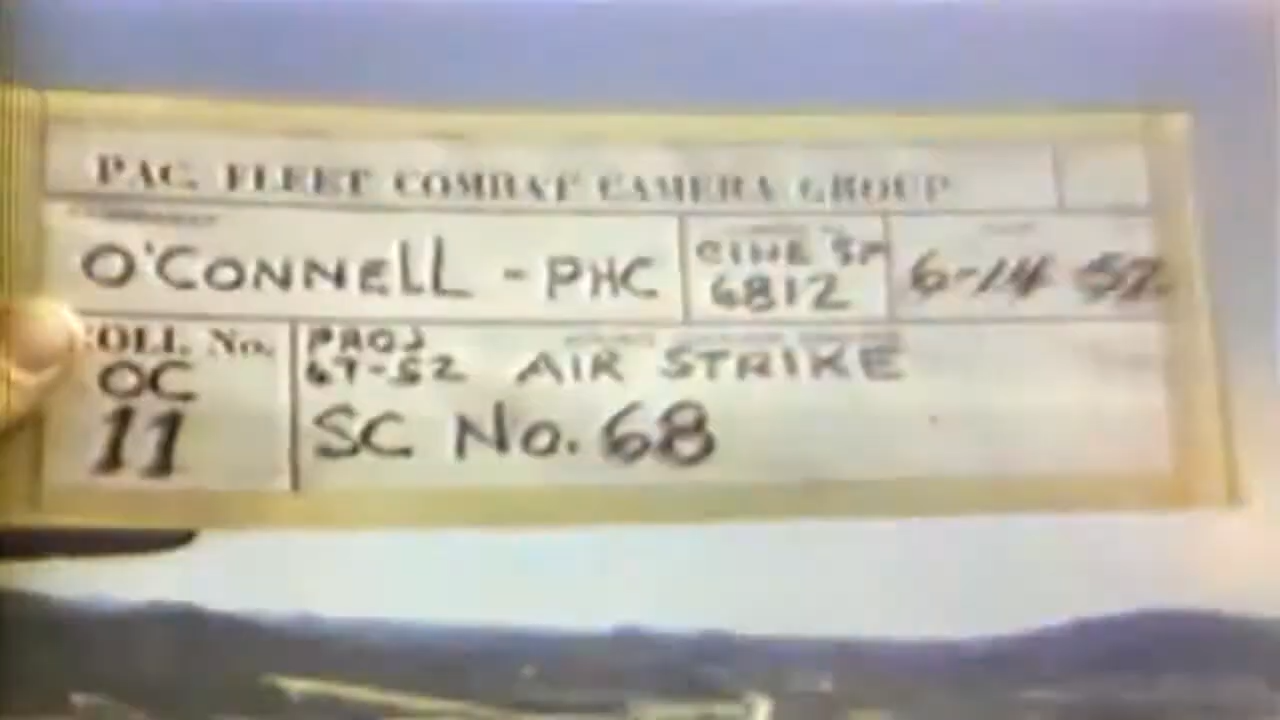 PAC. FLEET COMBAT CAMERA GROUP
O'CONNELL - PHC
CINE SP
6812
6-14 52
ROLL No.
OC
11
PROJ
67-52 AIR STRIKE
SC No. 68